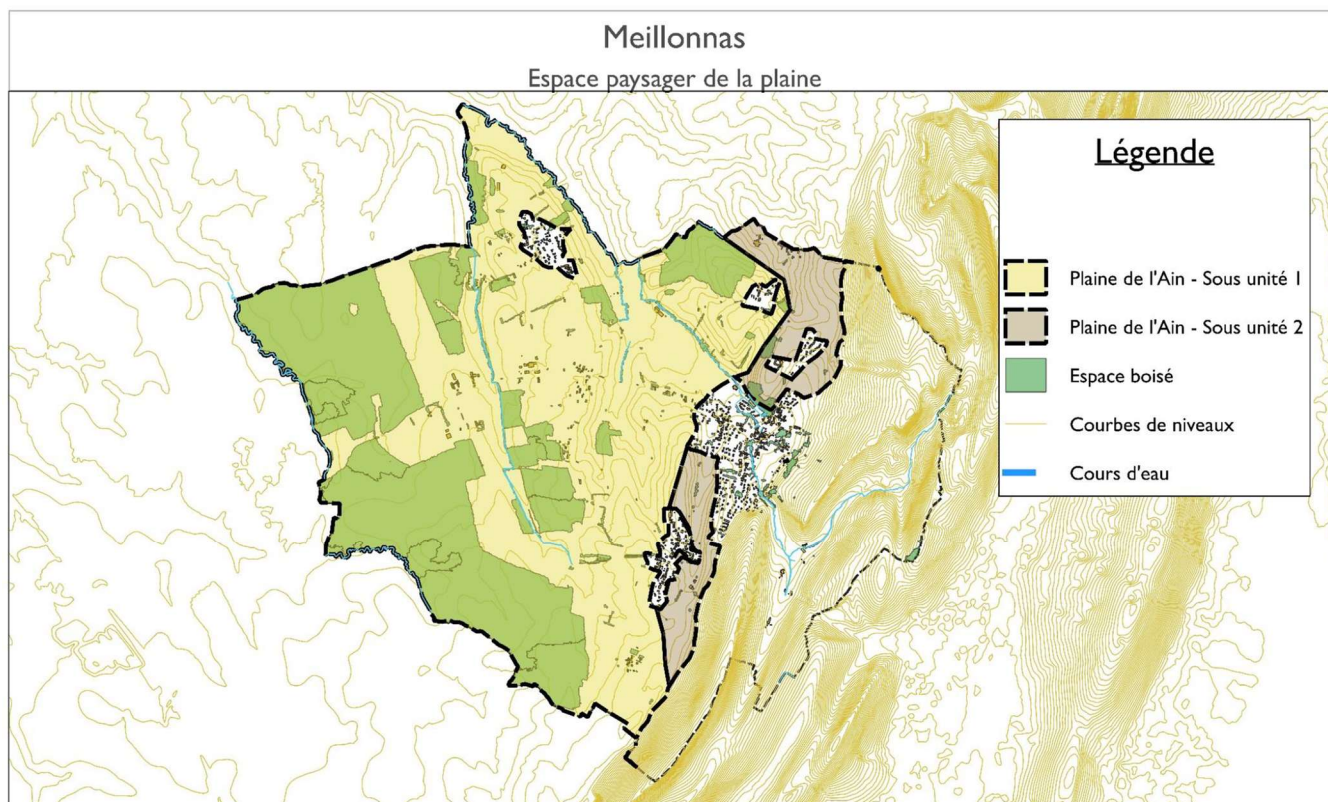 Meillonnas
Espace paysager de la plaine
Légende
Plaine de l'Ain - Sous unité 1
Plaine de l'Ain - Sous unité 2
Espace boisé
Courbes de niveaux
Cours d'eau